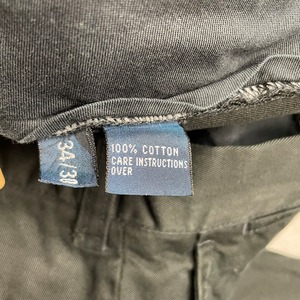 34/30
100% COTTON
CARE INSTRUCTIONS
OVER